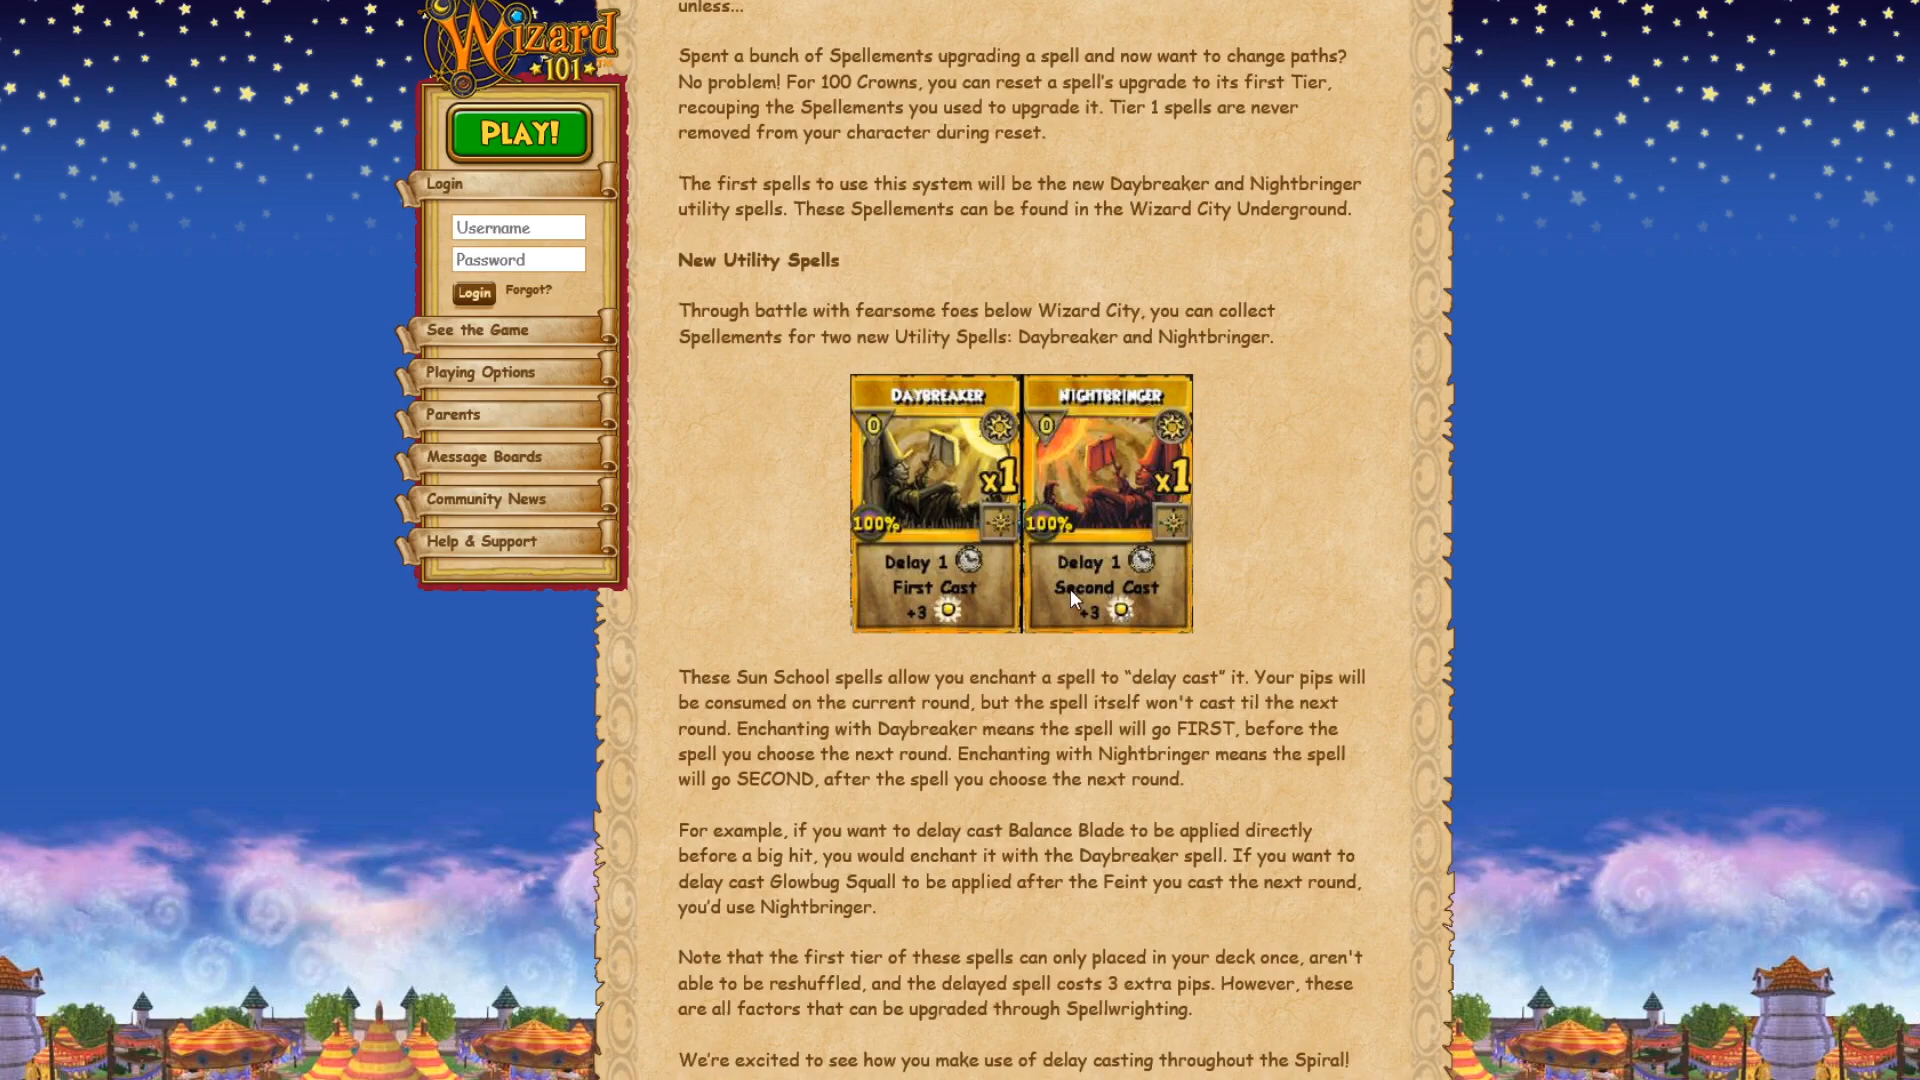 Wizard
101
PLAY!
Login
Username
Password
Login Forgot?
See the Game
Playing Options
Parents
Message Boards
Community News
Help & Support
unless...
Spent a bunch of Spellements upgrading a spell and now want to change paths?
No problem! For 100 Crowns, you can reset a spell's upgrade to its first Tier,
recouping the Spellements you used to upgrade it. Tier 1 spells are never
removed from your character during reset.
The first spells to use this system will be the new Daybreaker and Nightbringer
utility spells. These Spellements can be found in the Wizard City Underground.
New Utility Spells
Through battle with fearsome foes below Wizard City, you can collect
Spellements for two new Utility Spells: Daybreaker and Nightbringer.
DAYBREAKER
0
x1
100%
Delay 1
First Cast
+3
NIGHTBRINGER
0
x1
100%
Delay 1
Second Cast
+3
These Sun School spells allow you enchant a spell to “delay cast” it. Your pips will
be consumed on the current round, but the spell itself won't cast til the next
round. Enchanting with Daybreaker means the spell will go FIRST, before the
spell you choose the next round. Enchanting with Nightbringer means the spell
will go SECOND, after the spell you choose the next round.
For example, if you want to delay cast Balance Blade to be applied directly
before a big hit, you would enchant it with the Daybreaker spell. If you want to
delay cast Glowbug Squall to be applied after the Feint you cast the next round,
you'd use Nightbringer.
Note that the first tier of these spells can only placed in your deck once, aren't
able to be reshuffled, and the delayed spell costs 3 extra pips. However, these
are all factors that can be upgraded through Spellwrighting.
We're excited to see how you make use of delay casting throughout the Spiral!